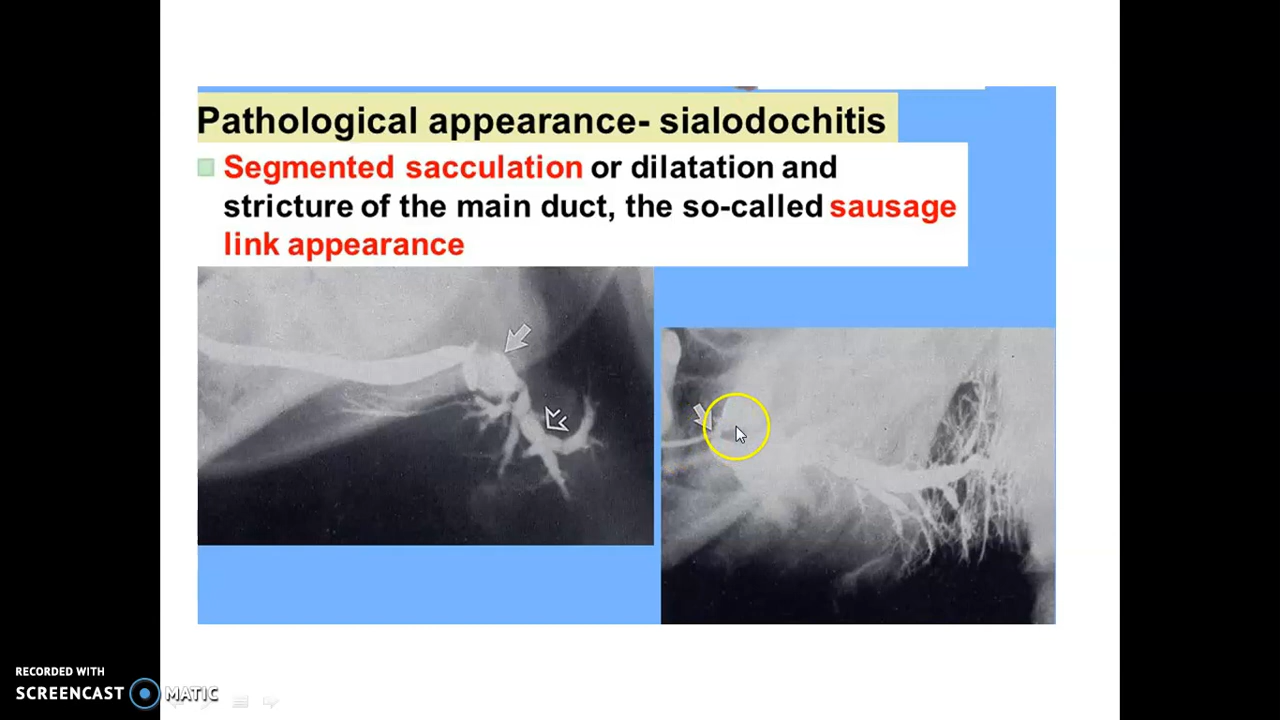 Pathological appearance- sialodochitis
Segmented sacculation or dilatation and
stricture of the main duct, the so-called sausage
link appearance
RECORDED WITH
SCREENCAST MATIC